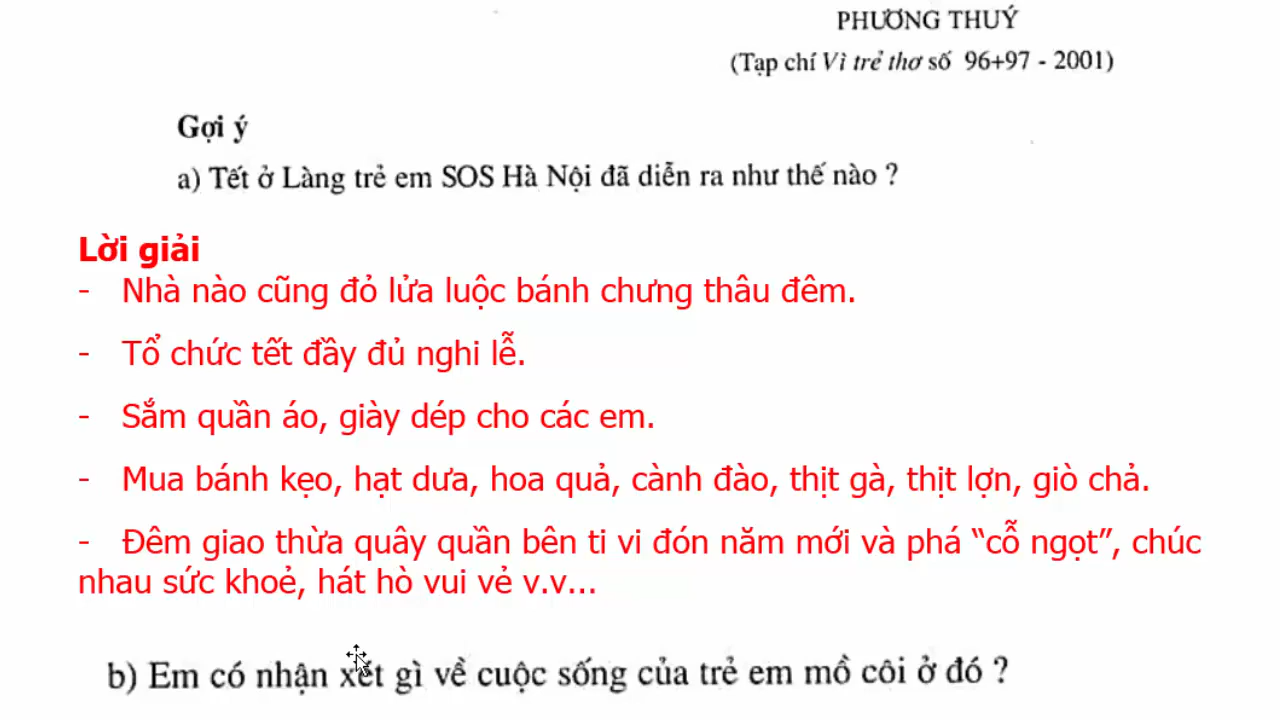 PHƯƠNG THUÝ
(Tạp chí Vì trẻ thơ số 96+97 - 2001)
Gợi ý
a) Tết ở Làng trẻ em SOS Hà Nội đã diễn ra như thế nào ?
Lời giải
- Nhà nào cũng đỏ lửa luộc bánh chưng thâu đêm.
- Tổ chức tết đầy đủ nghi lễ.
- Sắm quần áo, giày dép cho các em.
- Mua bánh kẹo, hạt dưa, hoa quả, cành đào, thịt gà, thịt lợn, giò chả.
- Đêm giao thừa quây quần bên ti vi đón năm mới và phá “cỗ ngọt”, chúc
nhau sức khoẻ, hát hò vui vẻ v.v...
b) Em có nhận xét gì về cuộc sống của trẻ em mồ côi ở đó ?